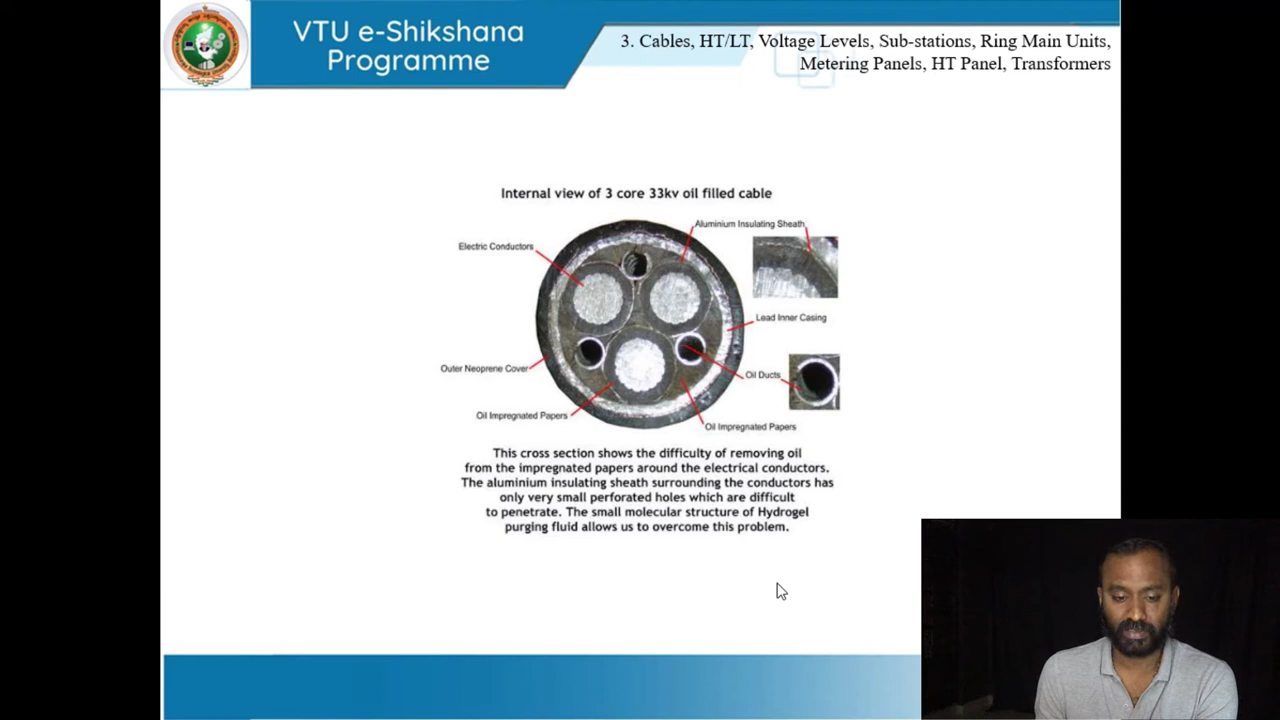 VTU e-Shikshana
Programme
3. Cables, HT/LT, Voltage Levels, Sub-stations, Ring Main Units,
Metering Panels, HT Panel, Transformers
Internal view of 3 core 33kv oil filled cable
Aluminium Insulating Sheath
Electric Conductors
Lead Inner Casing
Outer Neoprene Cover
Oil Ducts
Oil Impregnated Papers
Oil Impregnated Papers
This cross section shows the difficulty of removing oil
from the impregnated papers around the electrical conductors.
The aluminium insulating sheath surrounding the conductors has
only very small perforated holes which are difficult
to penetrate. The small molecular structure of Hydrogel
purging fluid allows us to overcome this problem.